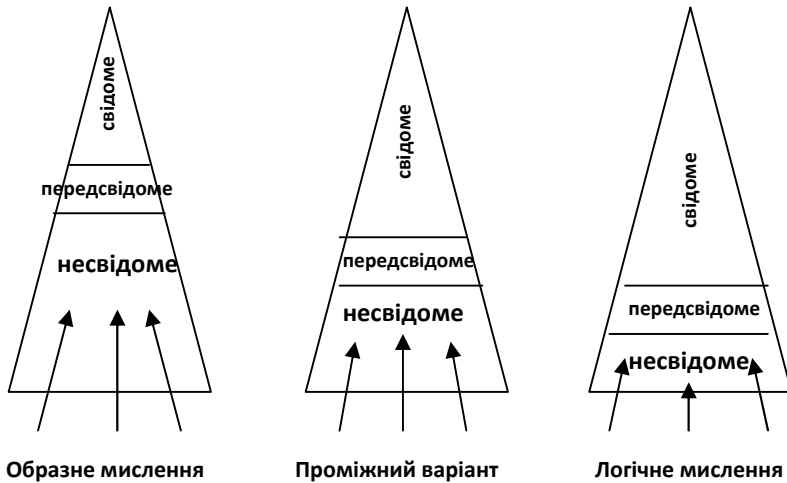 свідоме
передсвідоме
несвідоме
Образне мислення
свідоме
передсвідоме
несвідоме
Проміжний варіант
свідоме
передсвідоме
несвідоме
Логічне мислення